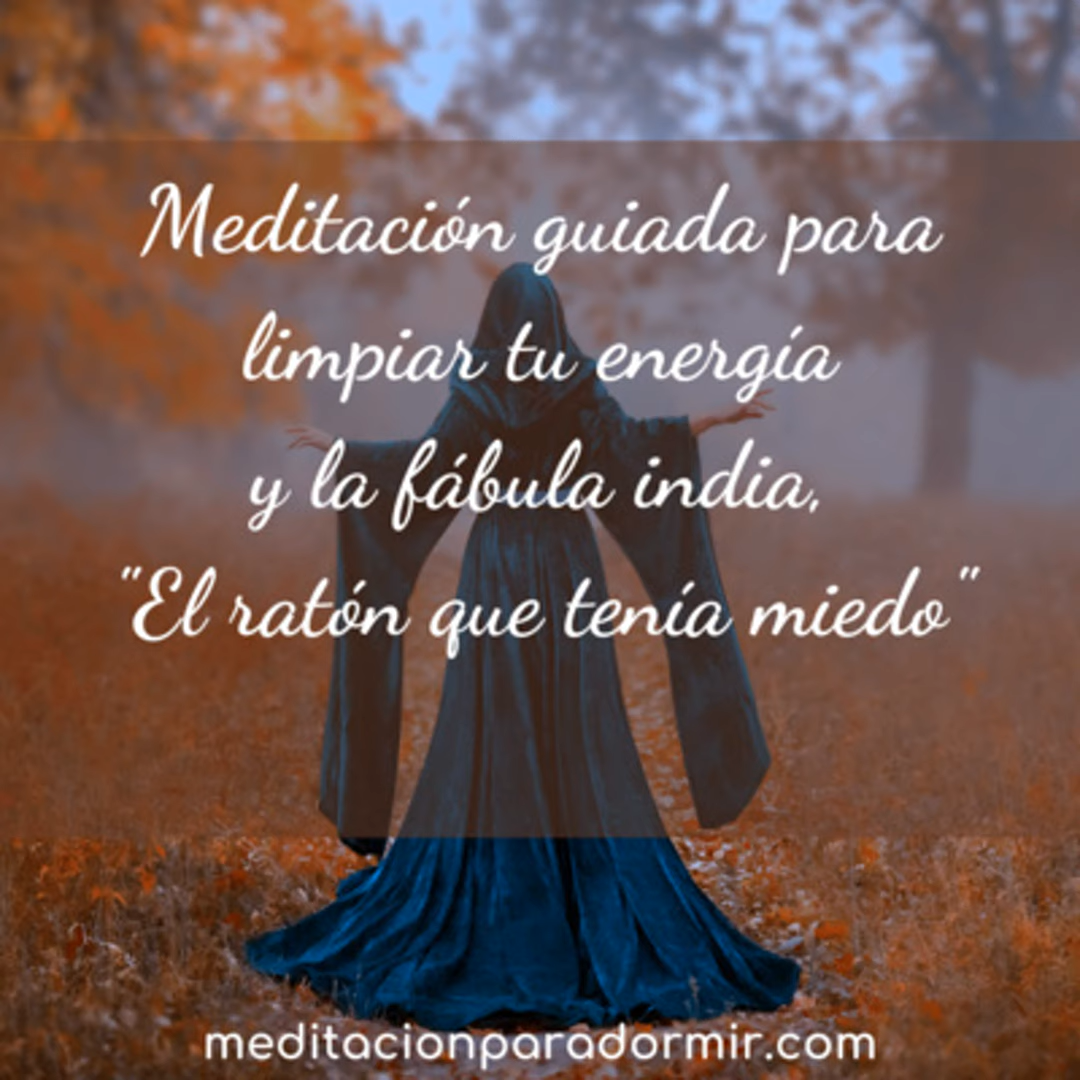 Meditación guiada para
limpiar tu energía
y la fábula india,
"El ratón que tenía miedo"
meditacionparadormir.com